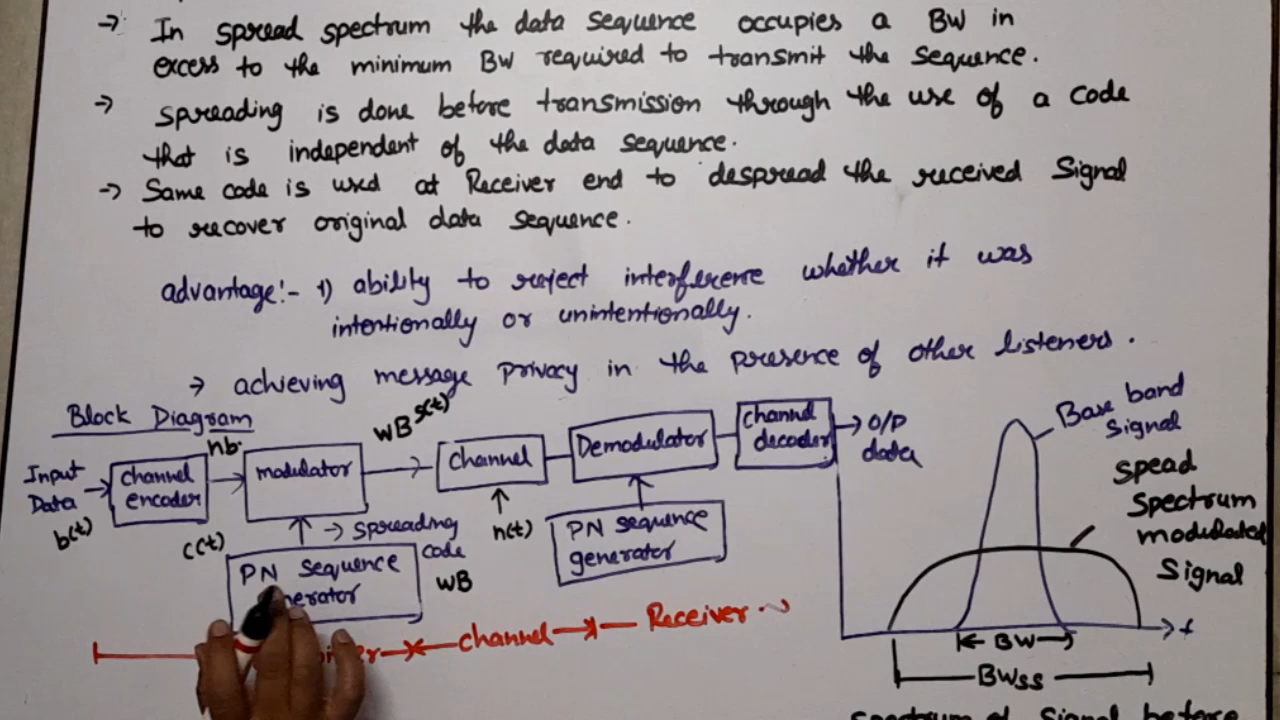 → In spread spectrum the data sequence occupies a BW in
excess to the minimum BW required to transmit the sequence.
→ spreading is done before transmission through the use of a code
that is independent of the data sequence.
→ Same code is used at Receiver end to despread the received Signal
to recover original data sequence.
advantage:- 1) ability to reject interference whether it was
intentionally or unintentionally.
→ achieving message privacy in the presence of other listeners.
Block Diagram
Input
Data
b(t)
channel
encoder
nb.
modulator
c(t)
→ spreading
code
WB
PN sequence
WB s(t)
channel
n(t)
Demodulator
PN sequence
generator
channel
decoder
O/P
data
channel
Receiver
Base band
signal
Spead
Spectrum
modulated
Signal
f
BW
BWss